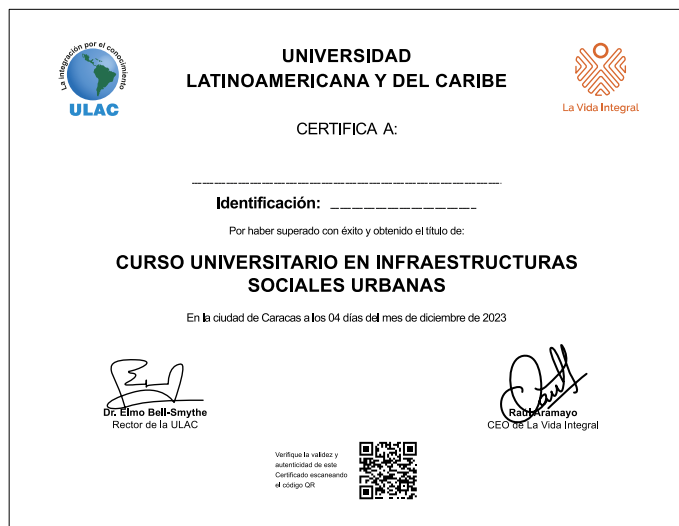 La integración por el conocimiento
ULAC
UNIVERSIDAD
LATINOAMERICANA Y DEL CARIBE
La Vida Integral
CERTIFICA A:
Identificación:
Por haber superado con éxito y obtenido el título de:
CURSO UNIVERSITARIO EN INFRAESTRUCTURAS
SOCIALES URBANAS
En la ciudad de Caracas a los 04 días del mes de diciembre de 2023
Dr. Elmo Bell-Smythe
Rector de la ULAC
Raúl Aramayo
CEO de La Vida Integral
Verifique la validez y
autenticidad de este
Certificado escaneando
el código QR